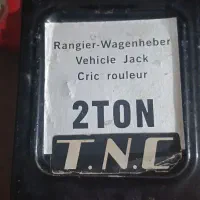 Rangier-Wagenheber
Vehicle Jack
Cric rouleur
2TON
T.N.C